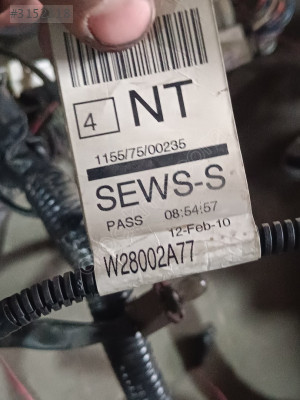 4 NT
1155/75/00235
SEWS-S
PASS 08:54:57
12-Feb-10
W28002A77